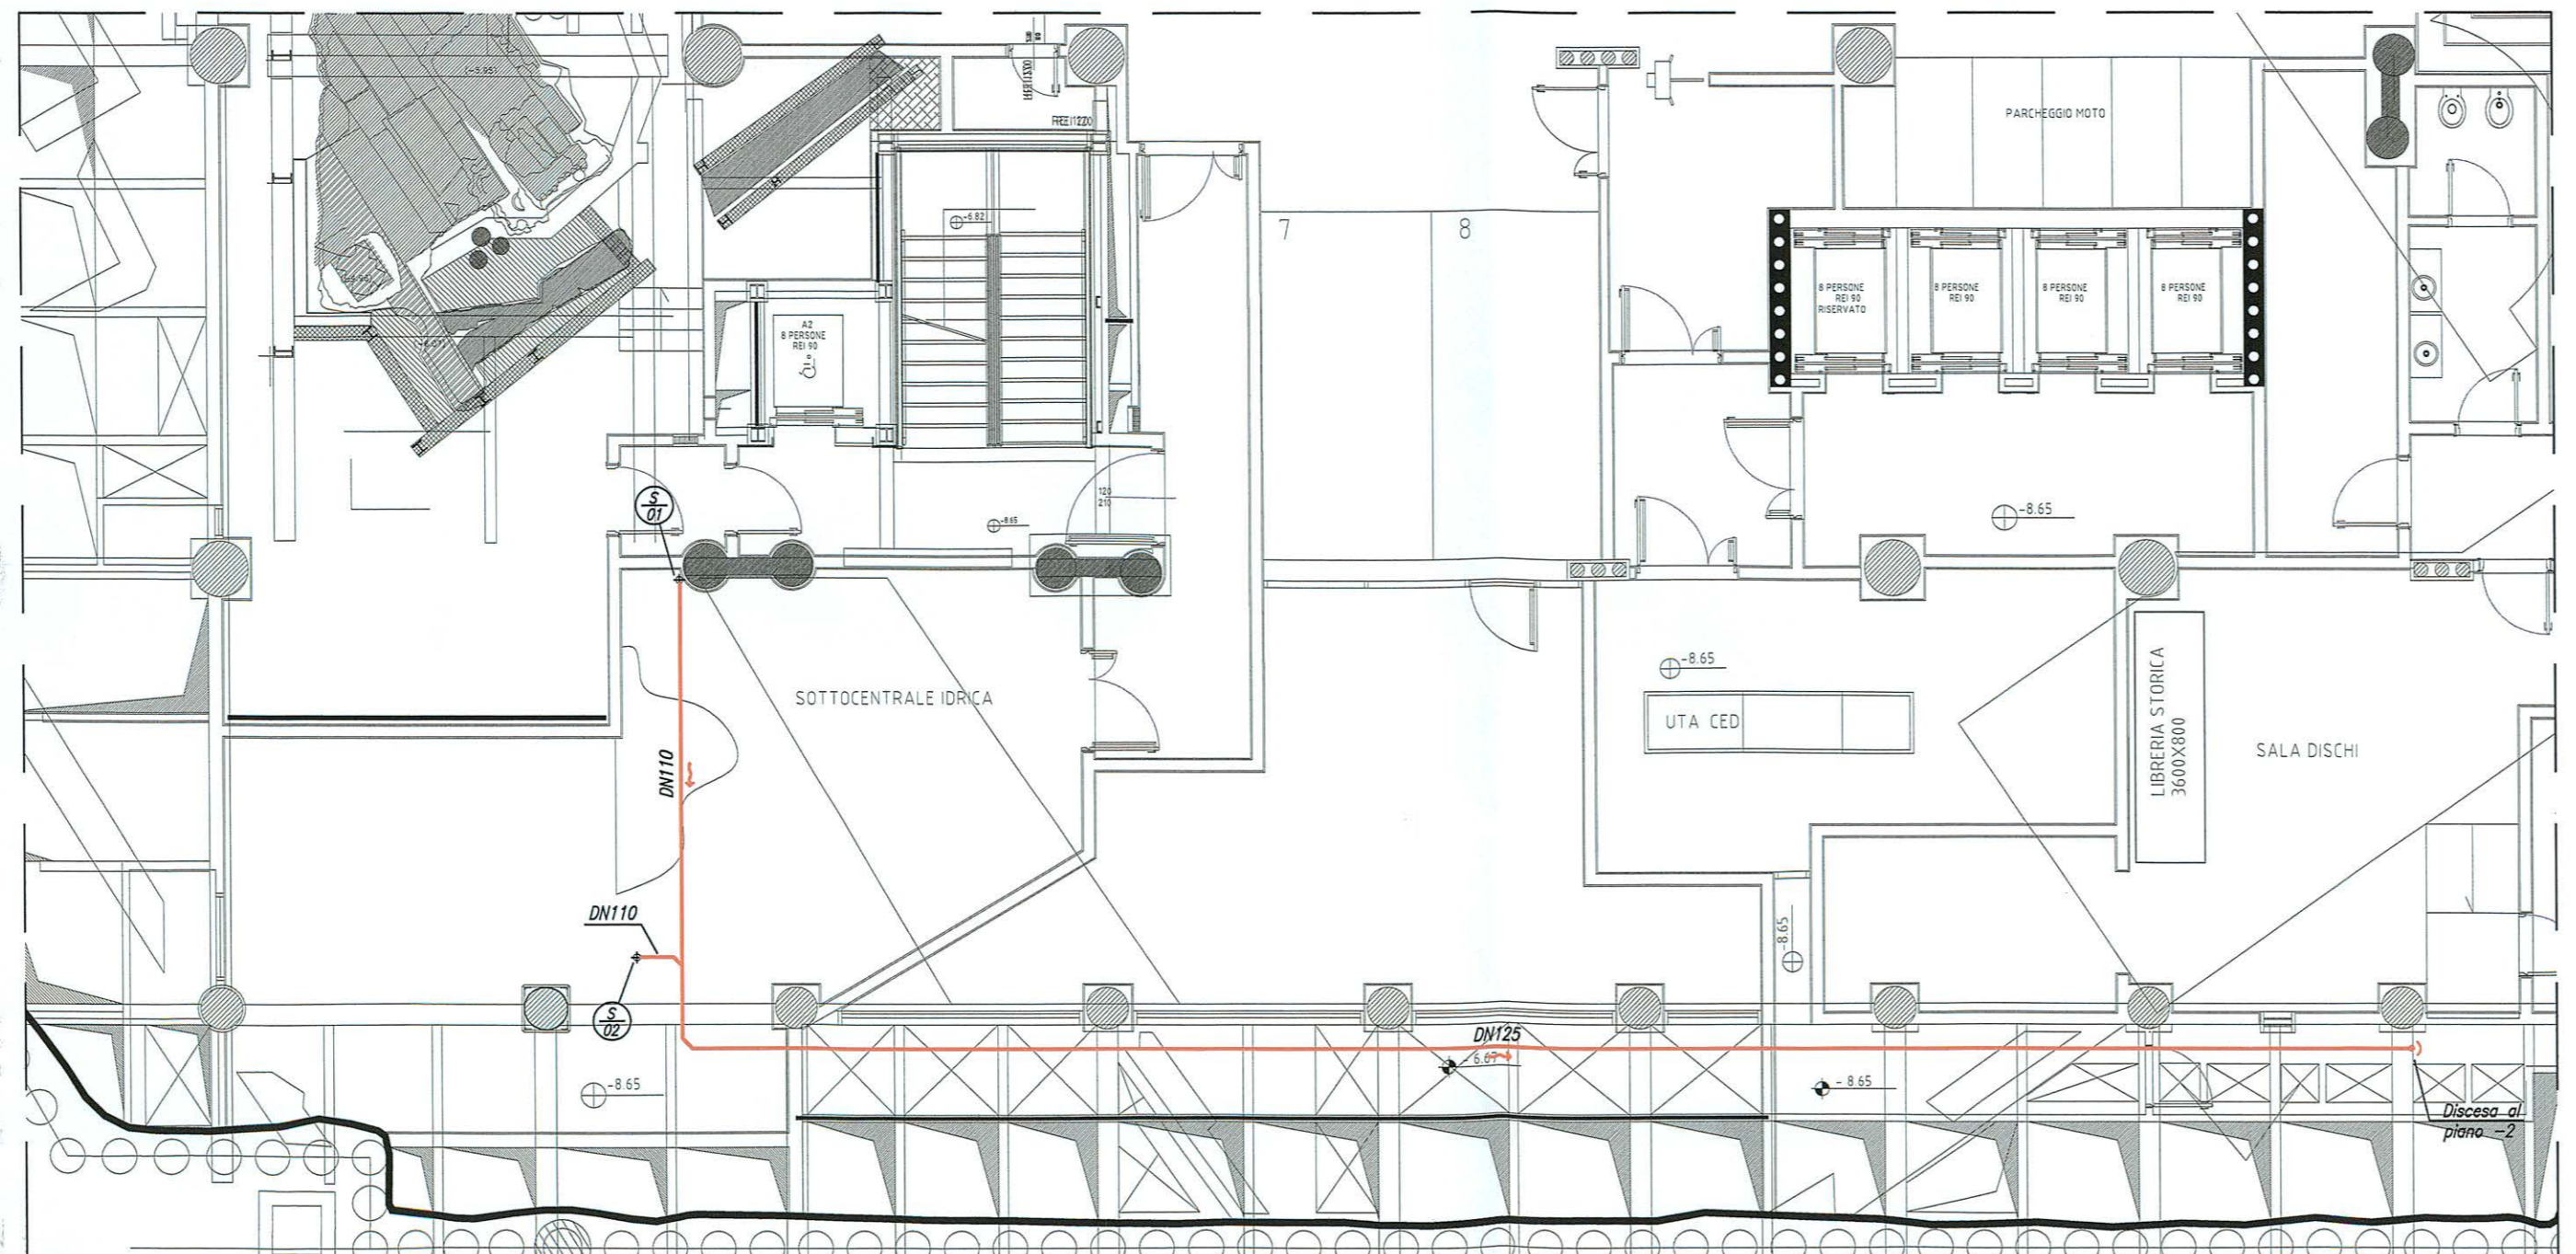 (-5.95)
PARCHEGGIO MOTO
-6.82
7
8
8 PERSONE
REI 90
RISERVATO
8 PERSONE
REI 90
8 PERSONE
REI 90
8 PERSONE
REI 90
A2
8 PERSONE
REI 90
S
01
120
210
-8.65
-8.65
-8.65
SOTTOCENTRALE IDRICA
UTA CED
LIBRERIA STORICA
3600X800
SALA DISCHI
DN110
DN110
-8.65
S
02
DN125
-8.65
- 8.65
Discesa al
piano -2